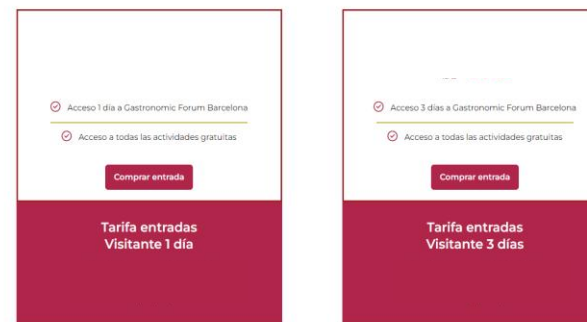 Acceso 1 día a Gastronomic Forum Barcelona
Acceso a todas las actividades gratuitas
Comprar entrada
Tarifa entradas
Visitante 1 día
Acceso 3 días a Gastronomic Forum Barcelona
Acceso a todas las actividades gratuitas
Comprar entrada
Tarifa entradas
Visitante 3 días